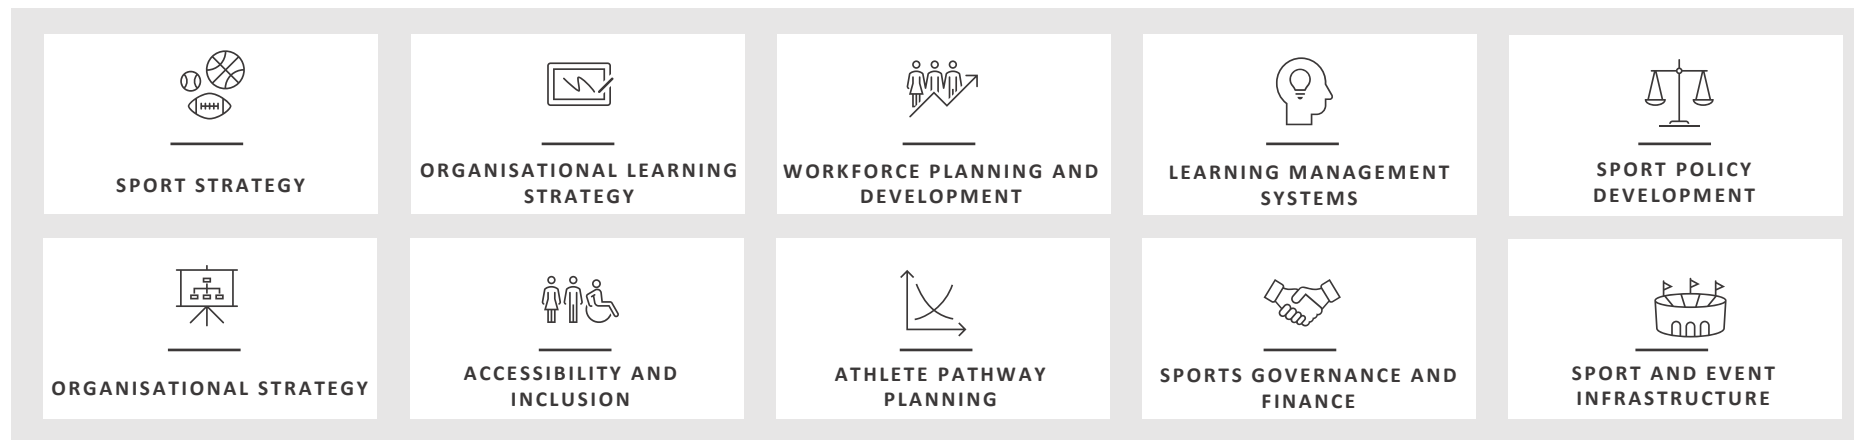 SPORT STRATEGY
ORGANISATIONAL LEARNING
STRATEGY
WORKFORCE PLANNING AND
DEVELOPMENT
LEARNING MANAGEMENT
SYSTEMS
SPORT POLICY
DEVELOPMENT
ORGANISATIONAL STRATEGY
ACCESSIBILITY AND
INCLUSION
ATHLETE PATHWAY
PLANNING
SPORTS GOVERNANCE AND
FINANCE
SPORT AND EVENT
INFRASTRUCTURE